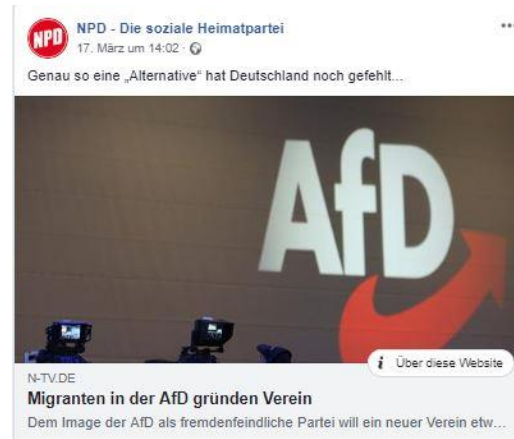 NPD
NPD - Die soziale Heimatpartei
17. März um 14:02 ·
Genau so eine „Alternative“ hat Deutschland noch gefehlt...
AfD
i Über diese Website
N-TV.DE
Migranten in der AfD gründen Verein
Dem Image der AfD als fremdenfeindliche Partei will ein neuer Verein etw...